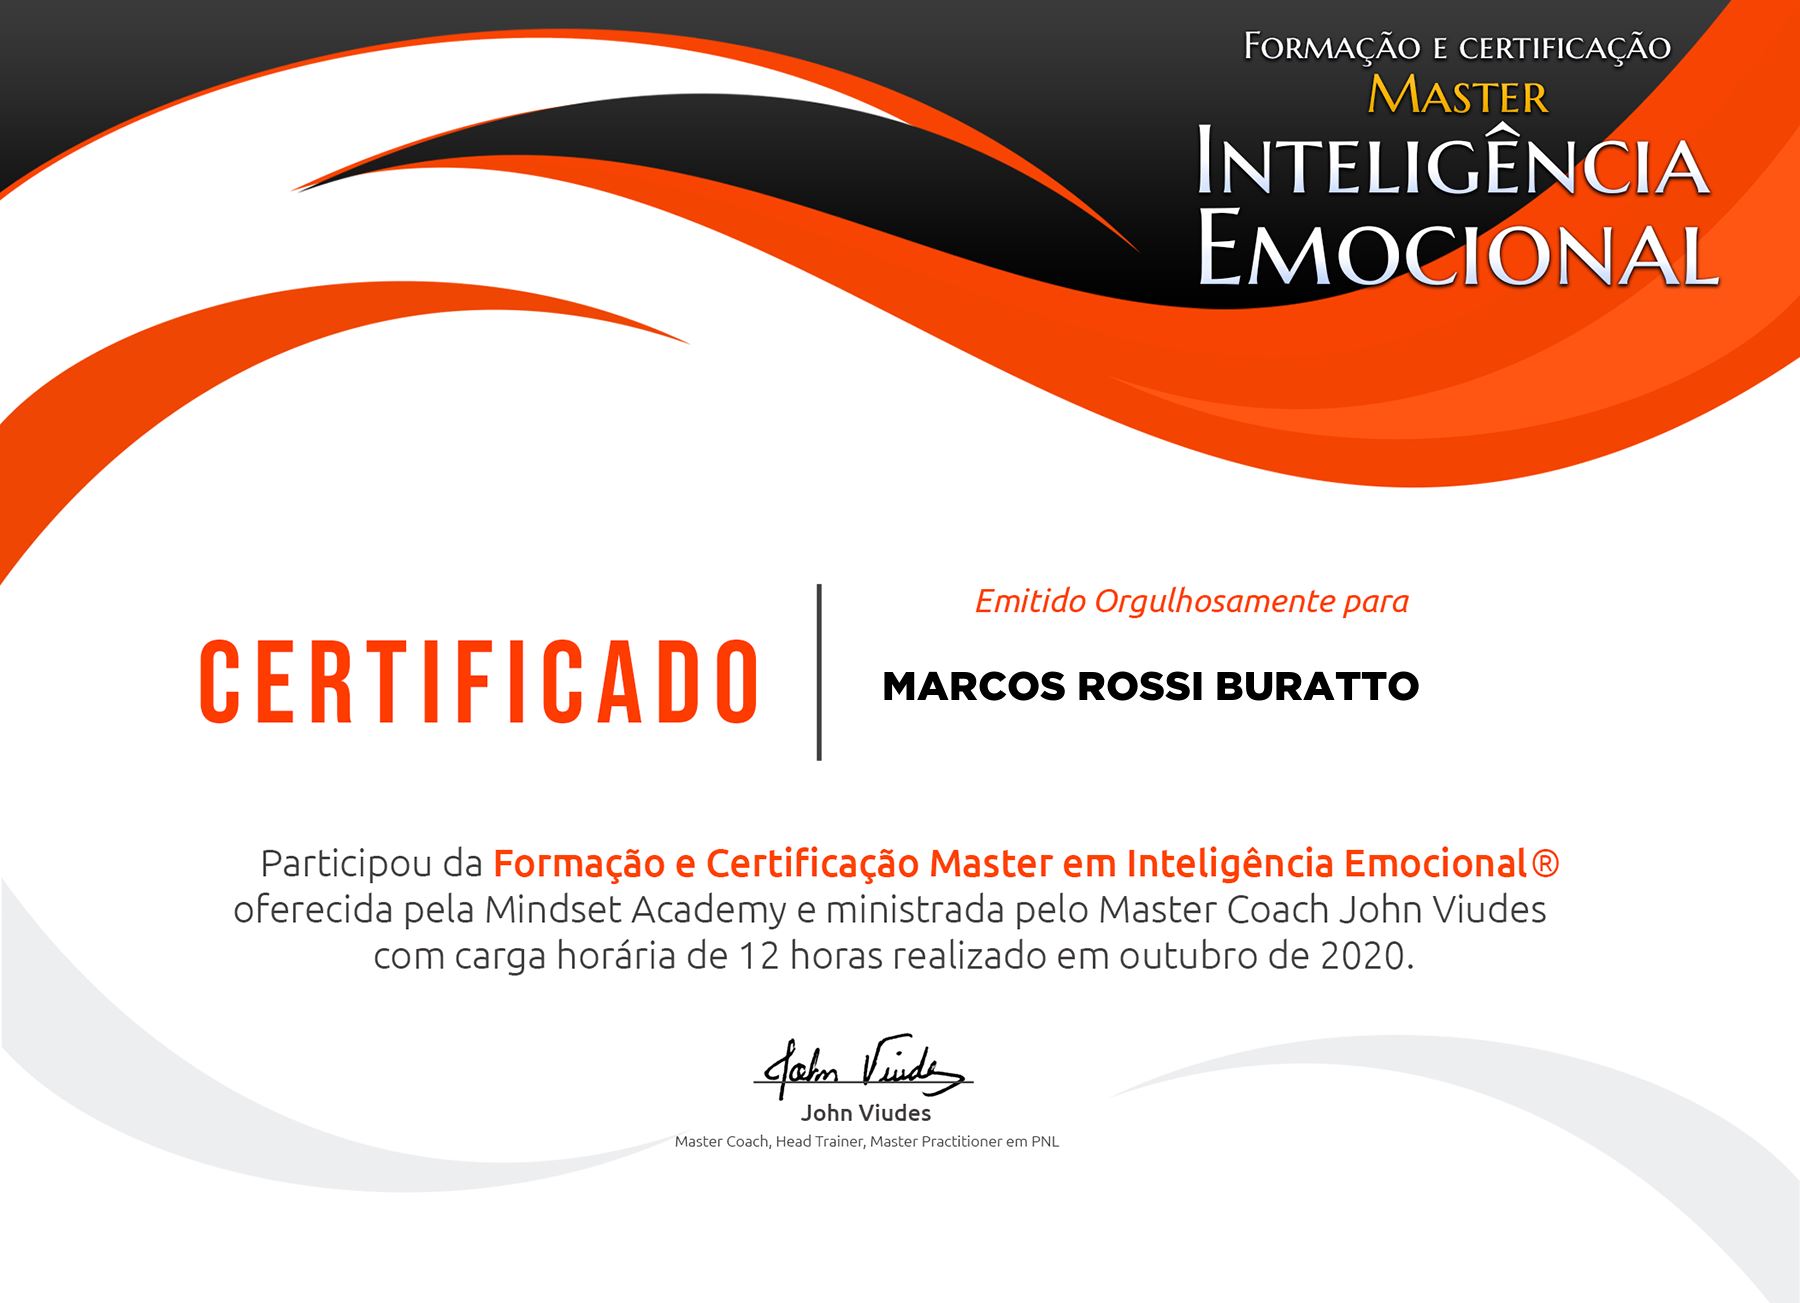 Formação e certificação
Master
Inteligência
Emocional
Emitido Orgulhosamente para
CERTIFICADO
MARCOS ROSSI BURATTO
Participou da Formação e Certificação Master em Inteligência Emocional®
oferecida pela Mindset Academy e ministrada pelo Master Coach John Viudes
com carga horária de 12 horas realizado em outubro de 2020.
John Viudes
John Viudes
Master Coach, Head Trainer, Master Practitioner em PNL